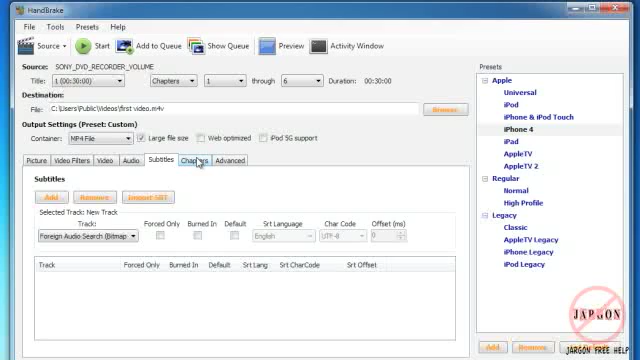 HandBrake
File Tools Presets Help
Source Start Add to Queue Show Queue Preview Activity Window
Source: SONY_DVD_RECORDER_VOLUME
Title: 1 (00:30:00) Chapters 1 through 6 Duration: 00:30:00
Destination:
File: C:\Users\Public\Videos\first video.m4v Browse
Output Settings (Preset: Custom)
Container: MP4 File Large file size Web optimized iPod 5G support
Picture Video Filters Video Audio Subtitles Chapters Advanced
Subtitles
Add Remove Import SRT
Selected Track: New Track
Track: Forced Only Burned In Default Srt Language Char Code Offset (ms)
Foreign Audio Search (Bitmap English UTF-8 0
Track Forced Only Burned In Default Srt Lang Srt CharCode Srt Offset
Presets
Apple
Universal
iPod
iPhone & iPod Touch
iPhone 4
iPad
AppleTV
AppleTV 2
Regular
Normal
High Profile
Legacy
Classic
AppleTV Legacy
iPhone Legacy
iPod Legacy
Add Remove
JARGON
JARGON FREE HELP